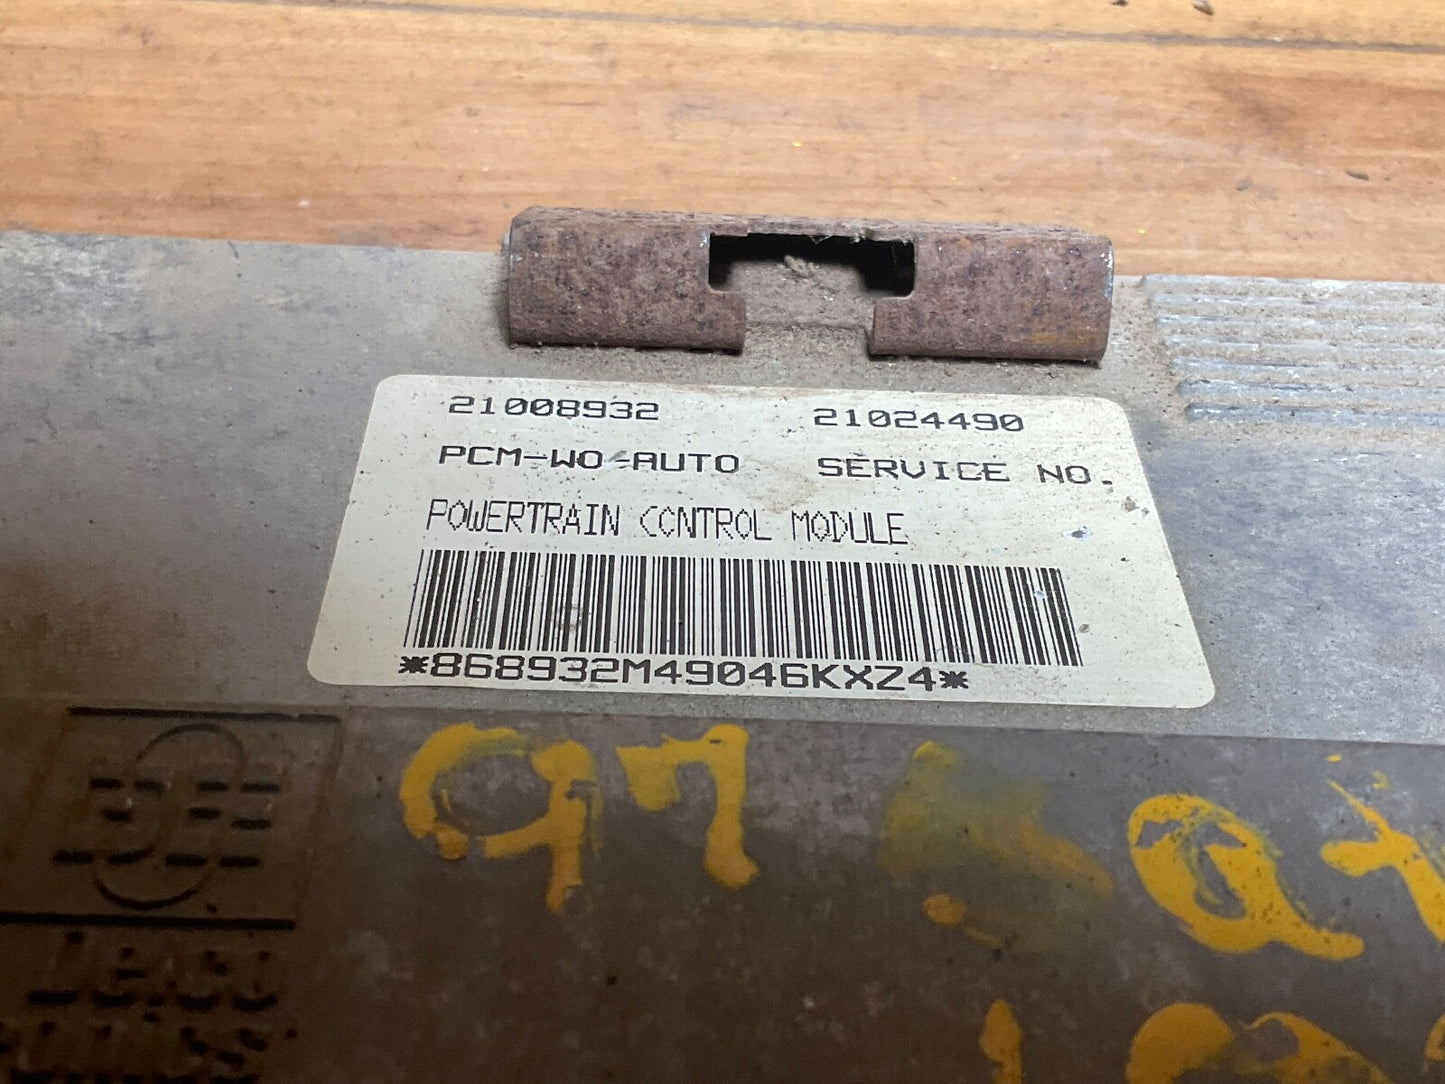 21008932 21024490
PCM-WO-AUTO SERVICE NO.
POWERTRAIN CONTROL MODULE
*868932M49046KXZ4*
97